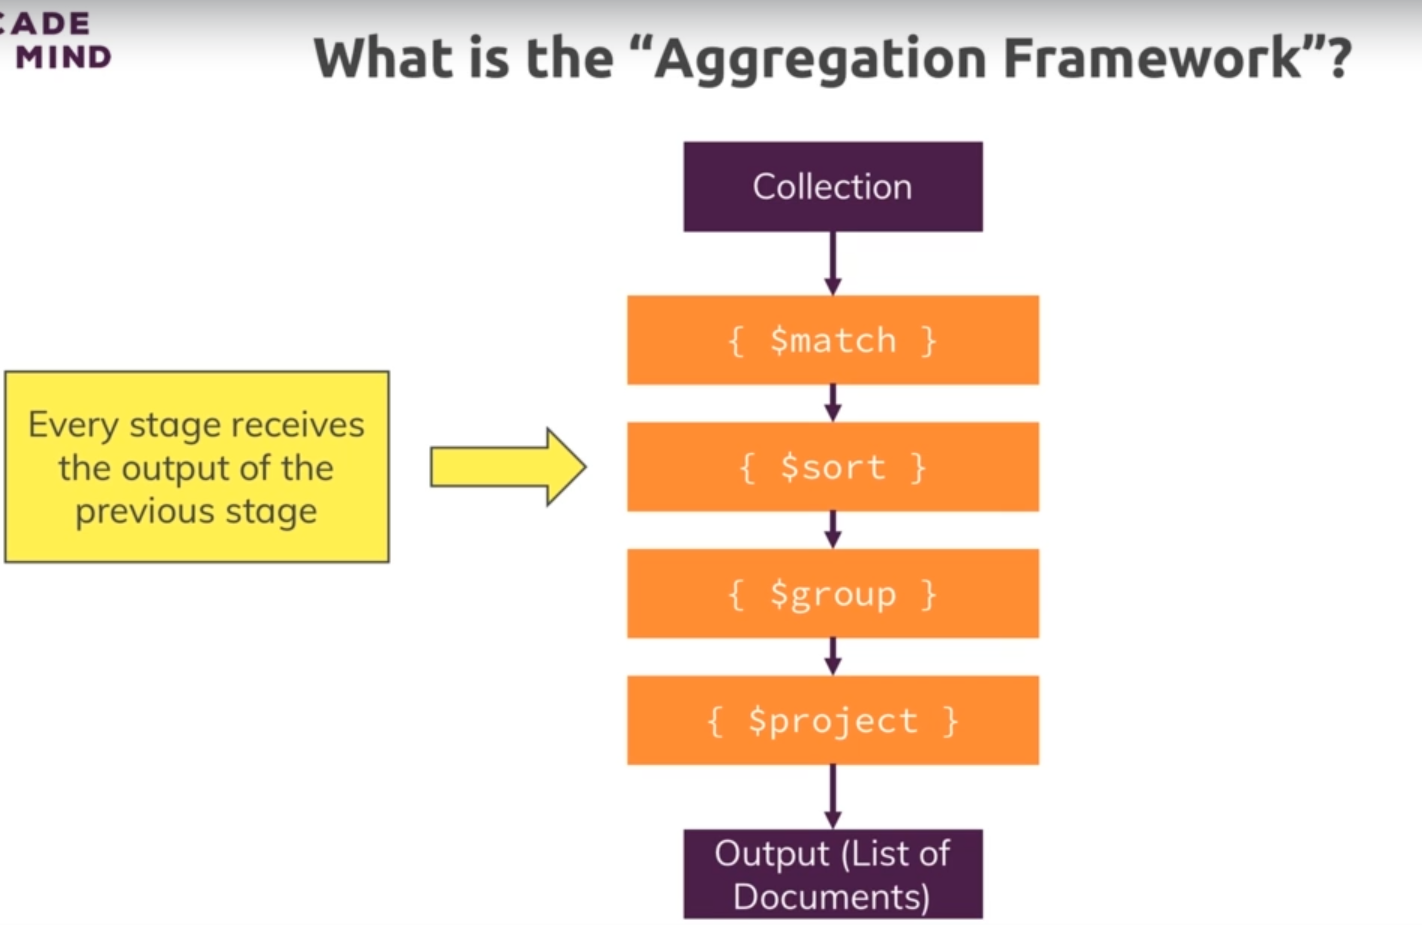 CADE
MIND
What is the “Aggregation Framework”?
Collection
{ $match }
Every stage receives
the output of the
previous stage
{ $sort }
{ $group }
{ $project }
Output (List of
Documents)